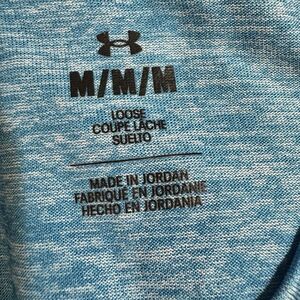 M/M/M
LOOSE
COUPE LÂCHE
SUELTO
MADE IN JORDAN
FABRIQUÉ EN JORDANIE
HECHO EN JORDANIA